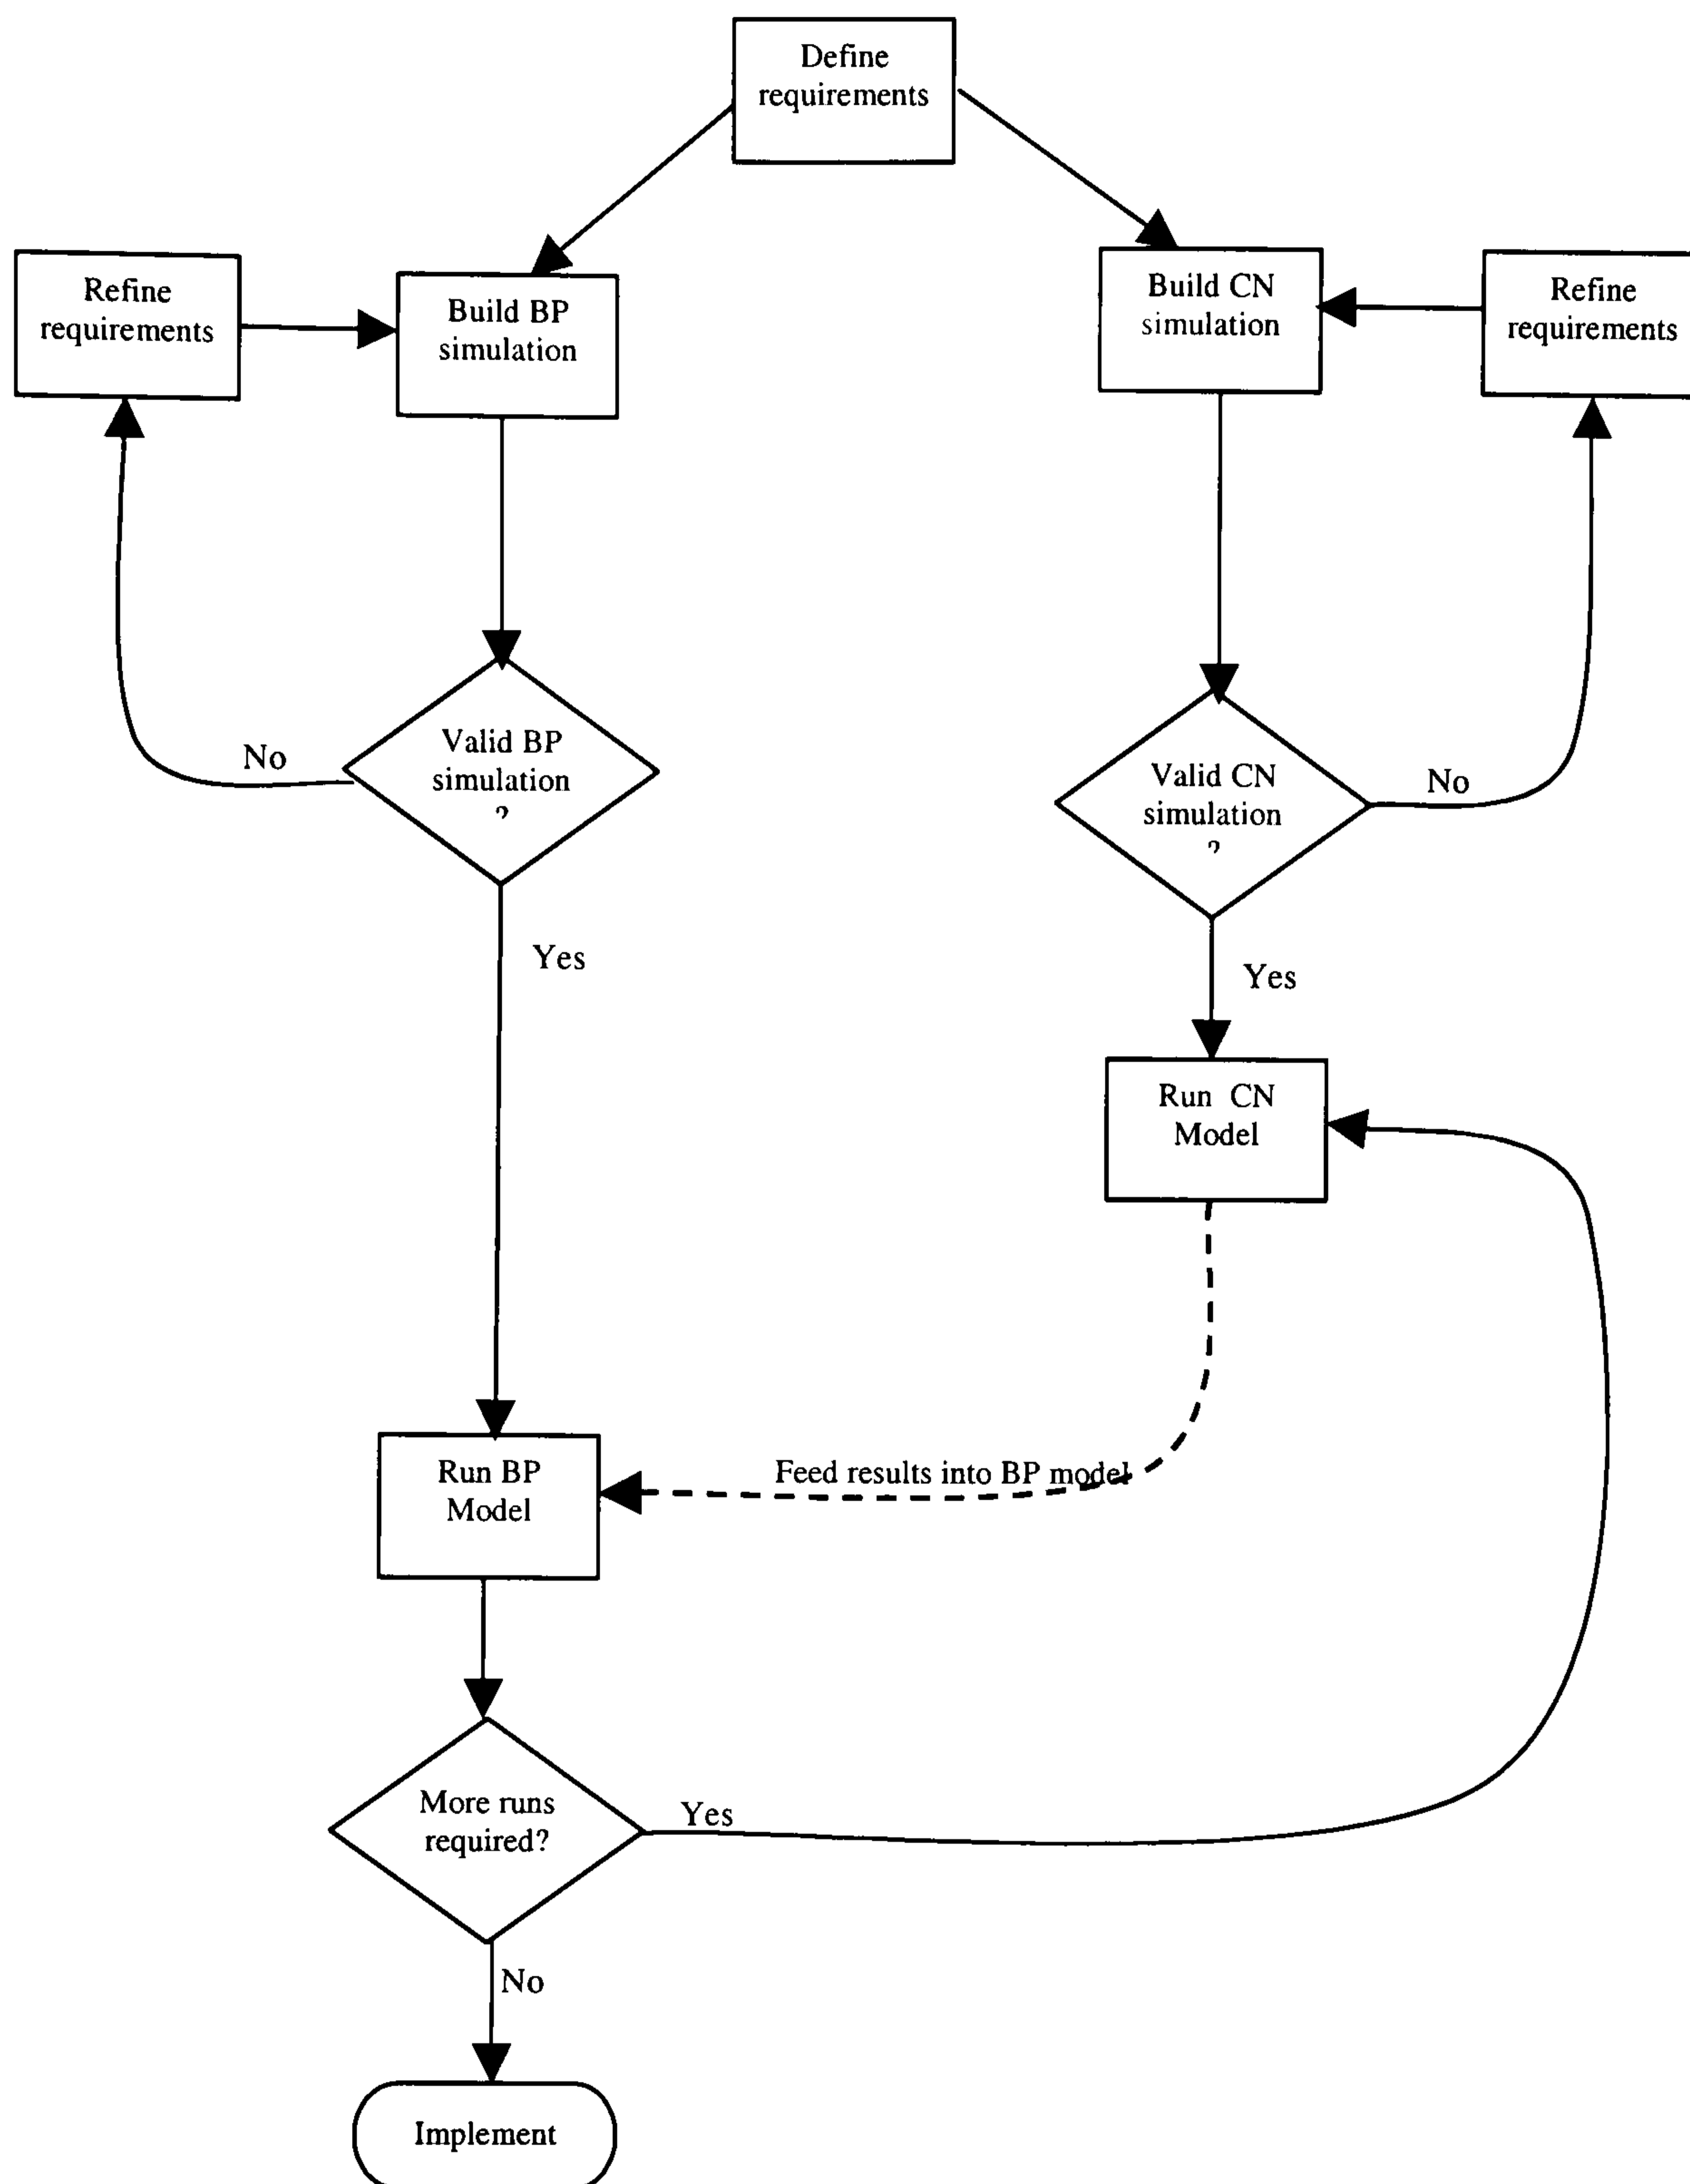 Define
requirements
Refine
requirements
Build BP
simulation
Build CN
simulation
Refine
requirements
Valid BP
simulation
?
No
Valid CN
simulation
?
No
Yes
Yes
Run CN
Model
Run BP
Model
Feed results into BP model
More runs
required?
Yes
No
Implement